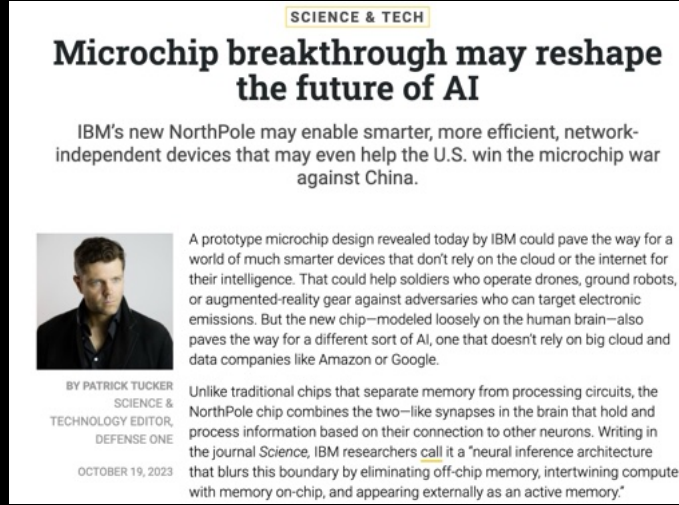 SCIENCE & TECH
Microchip breakthrough may reshape
the future of AI
IBM's new NorthPole may enable smarter, more efficient, network-
independent devices that may even help the U.S. win the microchip war
against China.
A prototype microchip design revealed today by IBM could pave the way for a
world of much smarter devices that don't rely on the cloud or the internet for
their intelligence. That could help soldiers who operate drones, ground robots,
or augmented-reality gear against adversaries who can target electronic
emissions. But the new chip—modeled loosely on the human brain—also
paves the way for a different sort of AI, one that doesn't rely on big cloud and
data companies like Amazon or Google.
BY PATRICK TUCKER
SCIENCE &
TECHNOLOGY EDITOR,
DEFENSE ONE
OCTOBER 19, 2023
Unlike traditional chips that separate memory from processing circuits, the
NorthPole chip combines the two—like synapses in the brain that hold and
process information based on their connection to other neurons. Writing in
the journal Science, IBM researchers call it a “neural inference architecture
that blurs this boundary by eliminating off-chip memory, intertwining compute
with memory on-chip, and appearing externally as an active memory.”